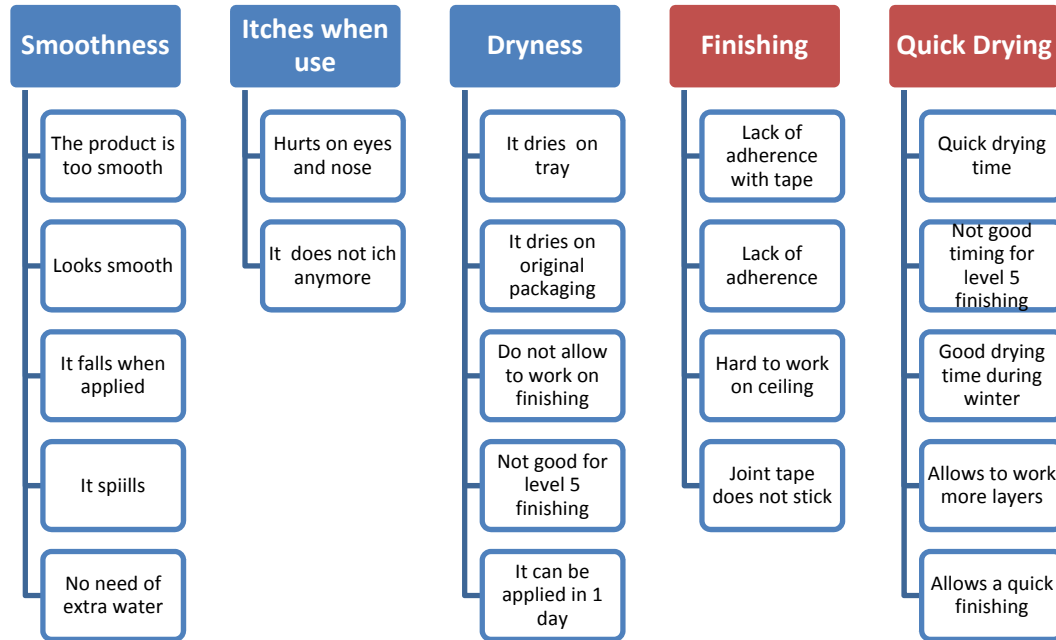 Smoothness
The product is
too smooth
Looks smooth
It falls when
applied
It spiills
No need of
extra water
Itches when
use
Hurts on eyes
and nose
It does not ich
anymore
Dryness
It dries on
tray
It dries on
original
packaging
Do not allow
to work on
finishing
Not good for
level 5
finishing
It can be
applied in 1
day
Finishing
Lack of
adherence
with tape
Lack of
adherence
Hard to work
on ceiling
Joint tape
does not stick
Quick Drying
Quick drying
time
Not good
timing for
level 5
finishing
Good drying
time during
winter
Allows to work
more layers
Allows a quick
finishing